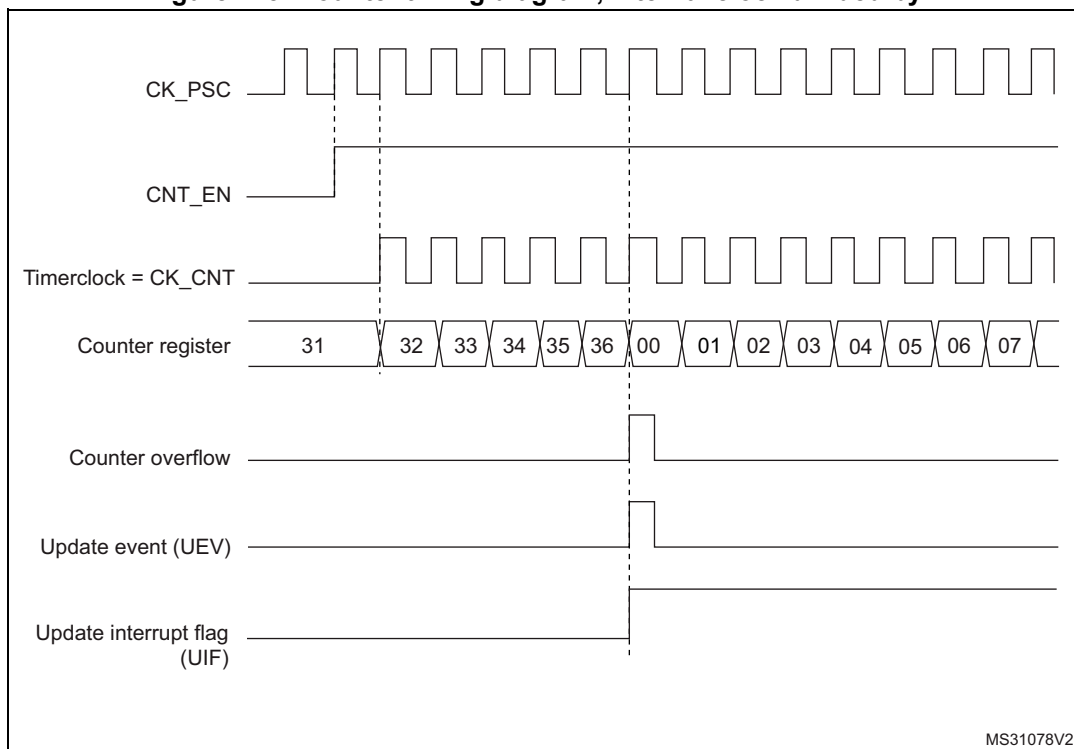 CK_PSC
CNT_EN
Timerclock = CK_CNT
Counter register 31 32 33 34 35 36 00 01 02 03 04 05 06 07
Counter overflow
Update event (UEV)
Update interrupt flag
(UIF)
MS31078V2